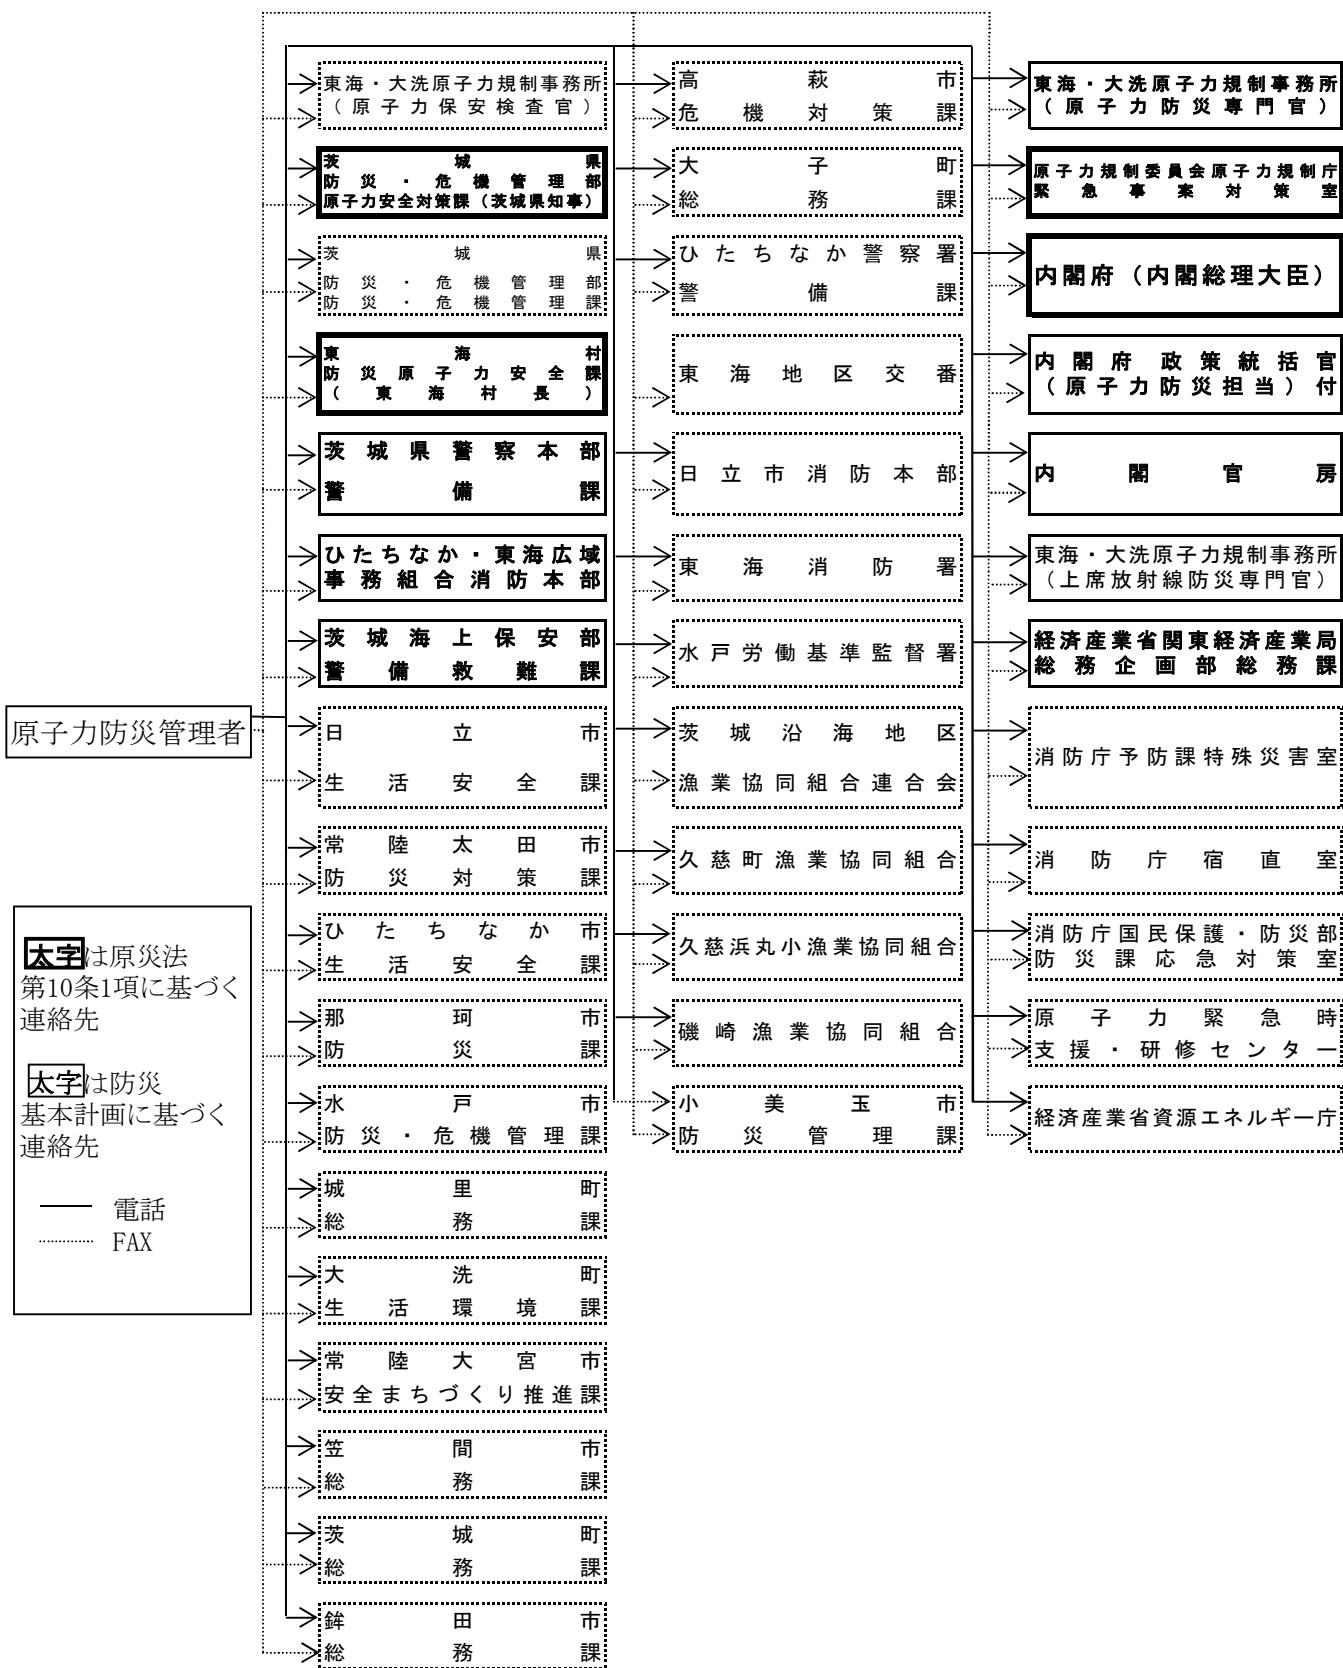 東海・大洗原子力規制事務所
(原子力保安検査官)
茨城県
防災・危機管理部
原子力安全対策課(茨城県知事)
茨城県
防災・危機管理部
防災・危機管理課
東海村
防災原子力安全課
(東海村長)
茨城県警察本部
警備課
ひたちなか・東海広域
事務組合消防本部
茨城海上保安部
警備救難課
原子力防災管理者
日立市
生活安全課
常陸太田市
防災対策課
ひたちなか市
生活安全課
那珂市
防災課
水戸市
防災・危機管理課
城里町
総務課
大洗町
生活環境課
常陸大宮市
安全まちづくり推進課
笠間市
総務課
茨城町
総務課
鉾田市
総務課
高萩市
危機対策課
大子町
総務課
ひたちなか警察署
警備課
東海地区交番
日立市消防本部
東海消防署
水戸労働基準監督署
茨城沿海地区
漁業協同組合連合会
久慈町漁業協同組合
久慈浜丸小漁業協同組合
磯崎漁業協同組合
小美玉市
防災管理課
東海・大洗原子力規制事務所
(原子力防災専門官)
原子力規制委員会原子力規制庁
緊急事案対策室
内閣府(内閣総理大臣)
内閣府政策統括官
(原子力防災担当)付
内閣官房
東海・大洗原子力規制事務所
(上席放射線防災専門官)
経済産業省関東経済産業局
総務企画部総務課
消防庁予防課特殊災害室
消防庁宿直室
消防庁国民保護・防災部
防災課応急対策室
原子力緊急時
支援・研修センター
経済産業省資源エネルギー庁
太字は原災法
第10条1項に基づく
連絡先
太字は防災
基本計画に基づく
連絡先
電話
FAX